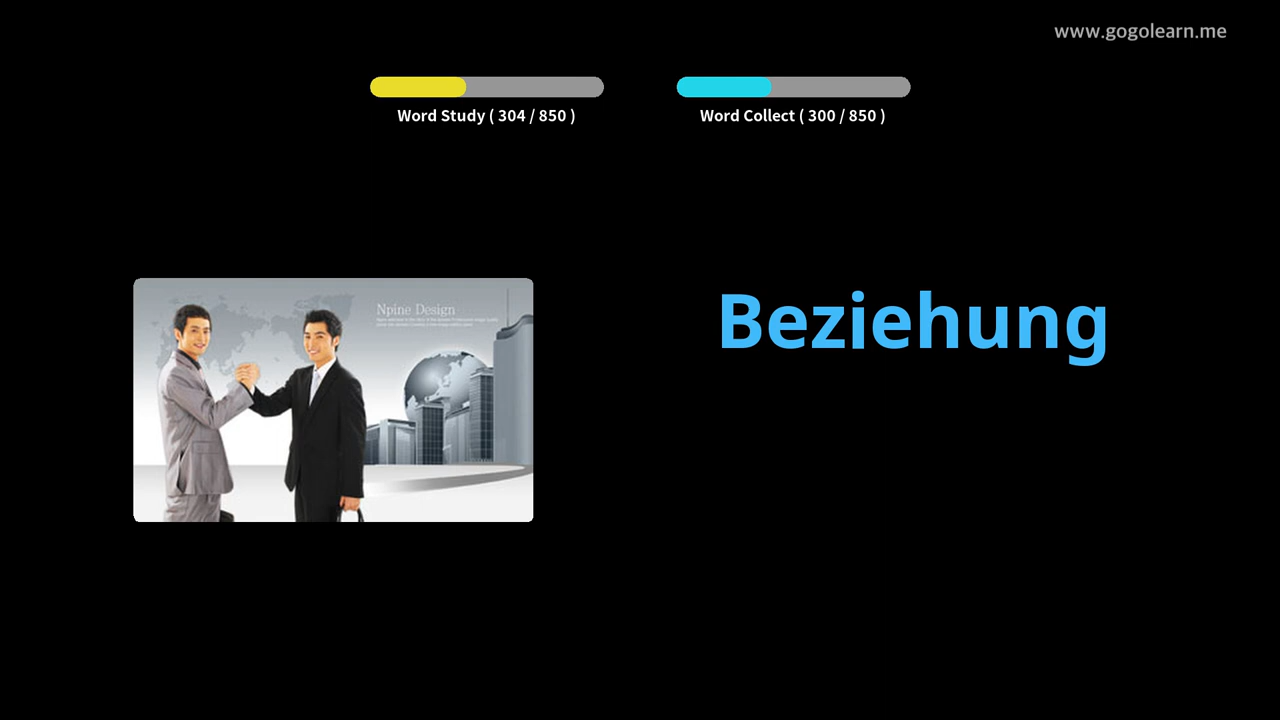 www.gogolearn.me
Word Study ( 304 / 850 )
Word Collect ( 300 / 850 )
Npine Design
Beziehung